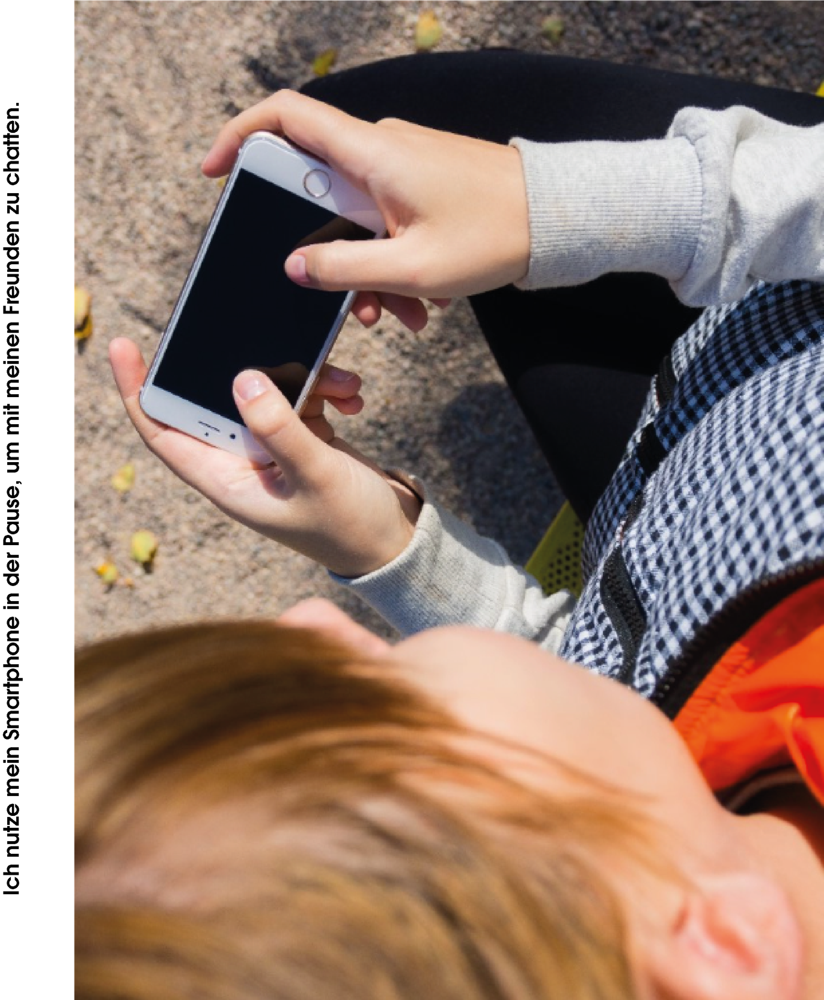 Ich nutze mein Smartphone in der Pause, um mit meinen Freunden zu chatten.